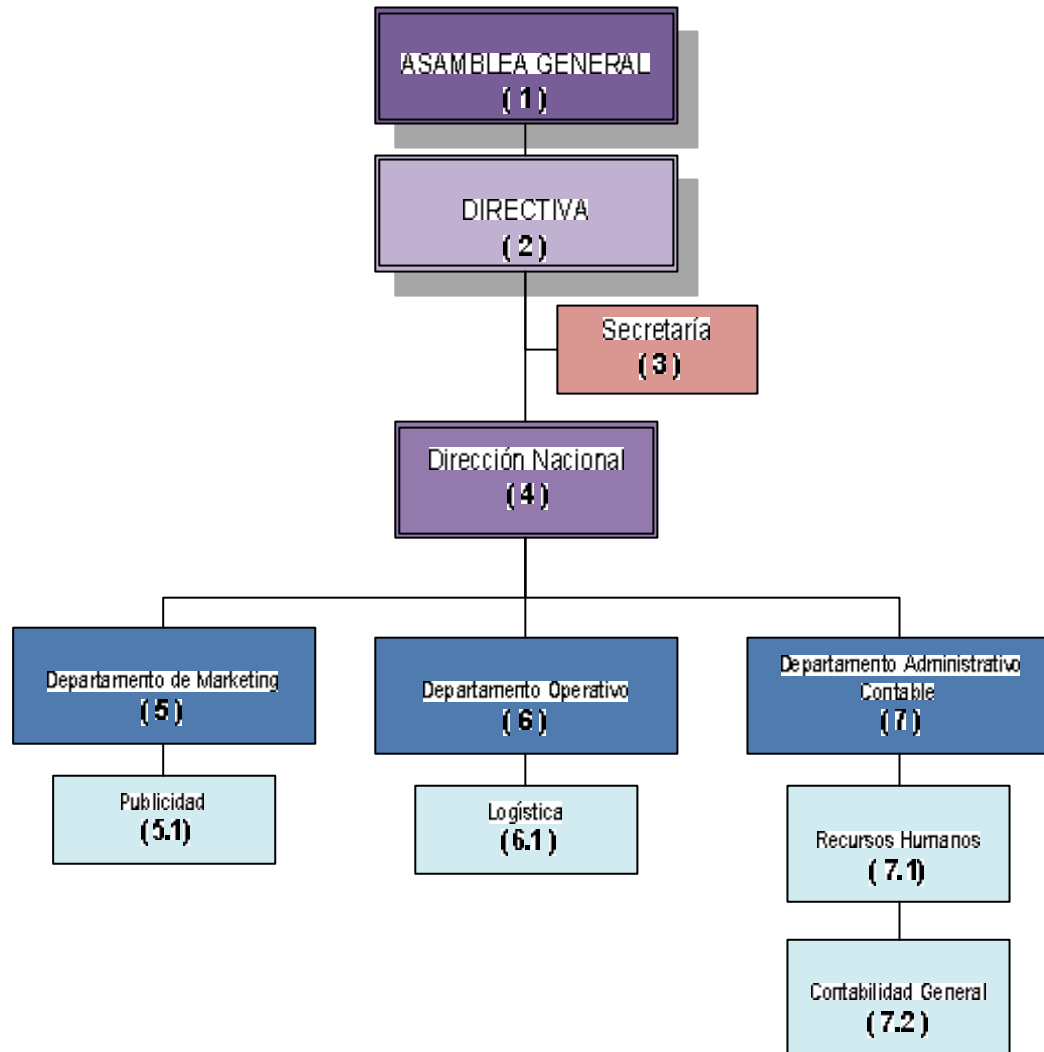 ASAMBLEA GENERAL
( 1 )
DIRECTIVA
( 2 )
Secretaría
( 3 )
Dirección Nacional
( 4 )
Departamento de Marketing
( 5 )
Departamento Operativo
( 6 )
Departamento Administrativo
Contable
( 7 )
Publicidad
( 5.1)
Logística
( 6.1 )
Recursos Humanos
( 7.1)
Contabilidad General
( 7.2 )